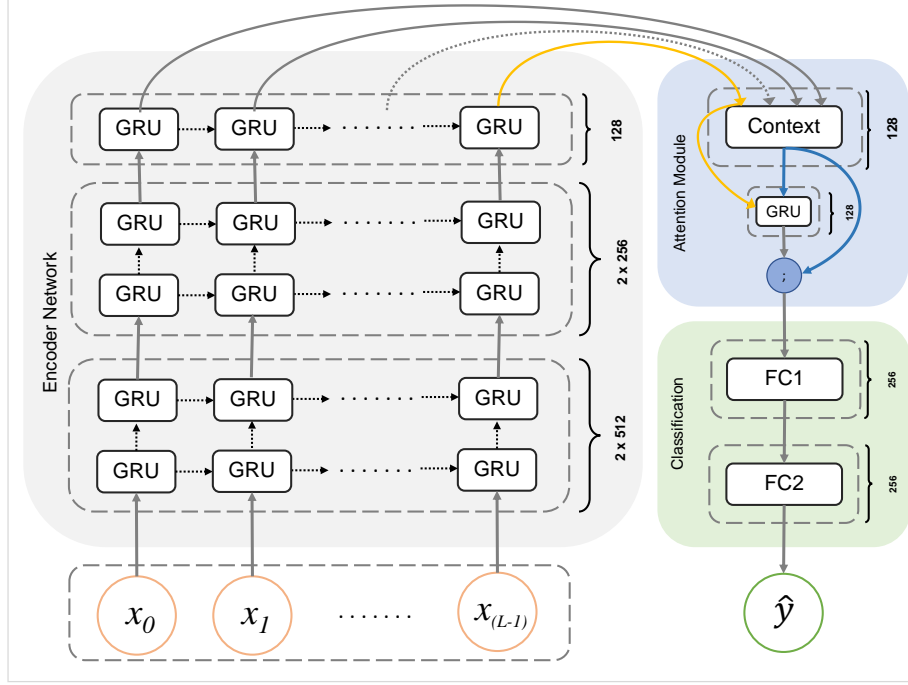 GRU GRU . . . . . . . GRU
128
GRU GRU . . . . . . . GRU
GRU GRU . . . . . . . GRU
2 x 256
GRU GRU . . . . . . . GRU
GRU GRU . . . . . . . GRU
2 x 512
Encoder Network
x0 x1 . . . . . . . x(L-1)
Context
128
GRU
128
;
Attention Module
FC1
256
FC2
256
Classification
ŷ